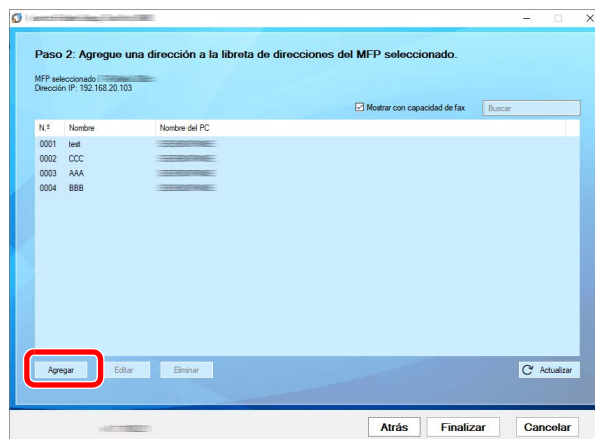 Paso 2: Agregue una dirección a la libreta de direcciones del MFP seleccionado.
MFP seleccionado
Dirección IP: 192.168.20.103
Mostrar con capacidad de fax
Buscar
N.º Nombre Nombre del PC
0001 test
0002 CCC
0003 AAA
0004 BBB
Agregar Editar Eliminar Actualizar
Atrás Finalizar Cancelar